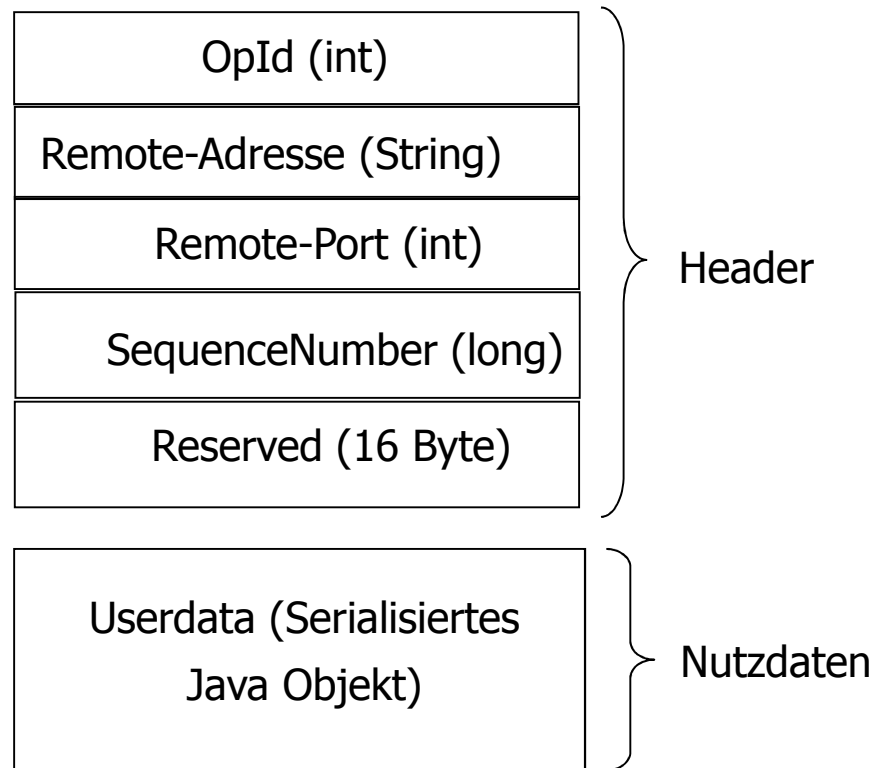 OpId (int)
Remote-Adresse (String)
Remote-Port (int)
SequenceNumber (long)
Reserved (16 Byte)
Header
Userdata (Serialisiertes
Java Objekt)
Nutzdaten